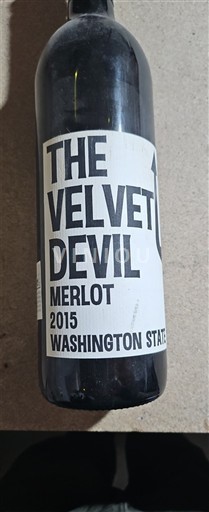 THE
VELVET
DEVIL
MERLOT
2015
WASHINGTON STATE